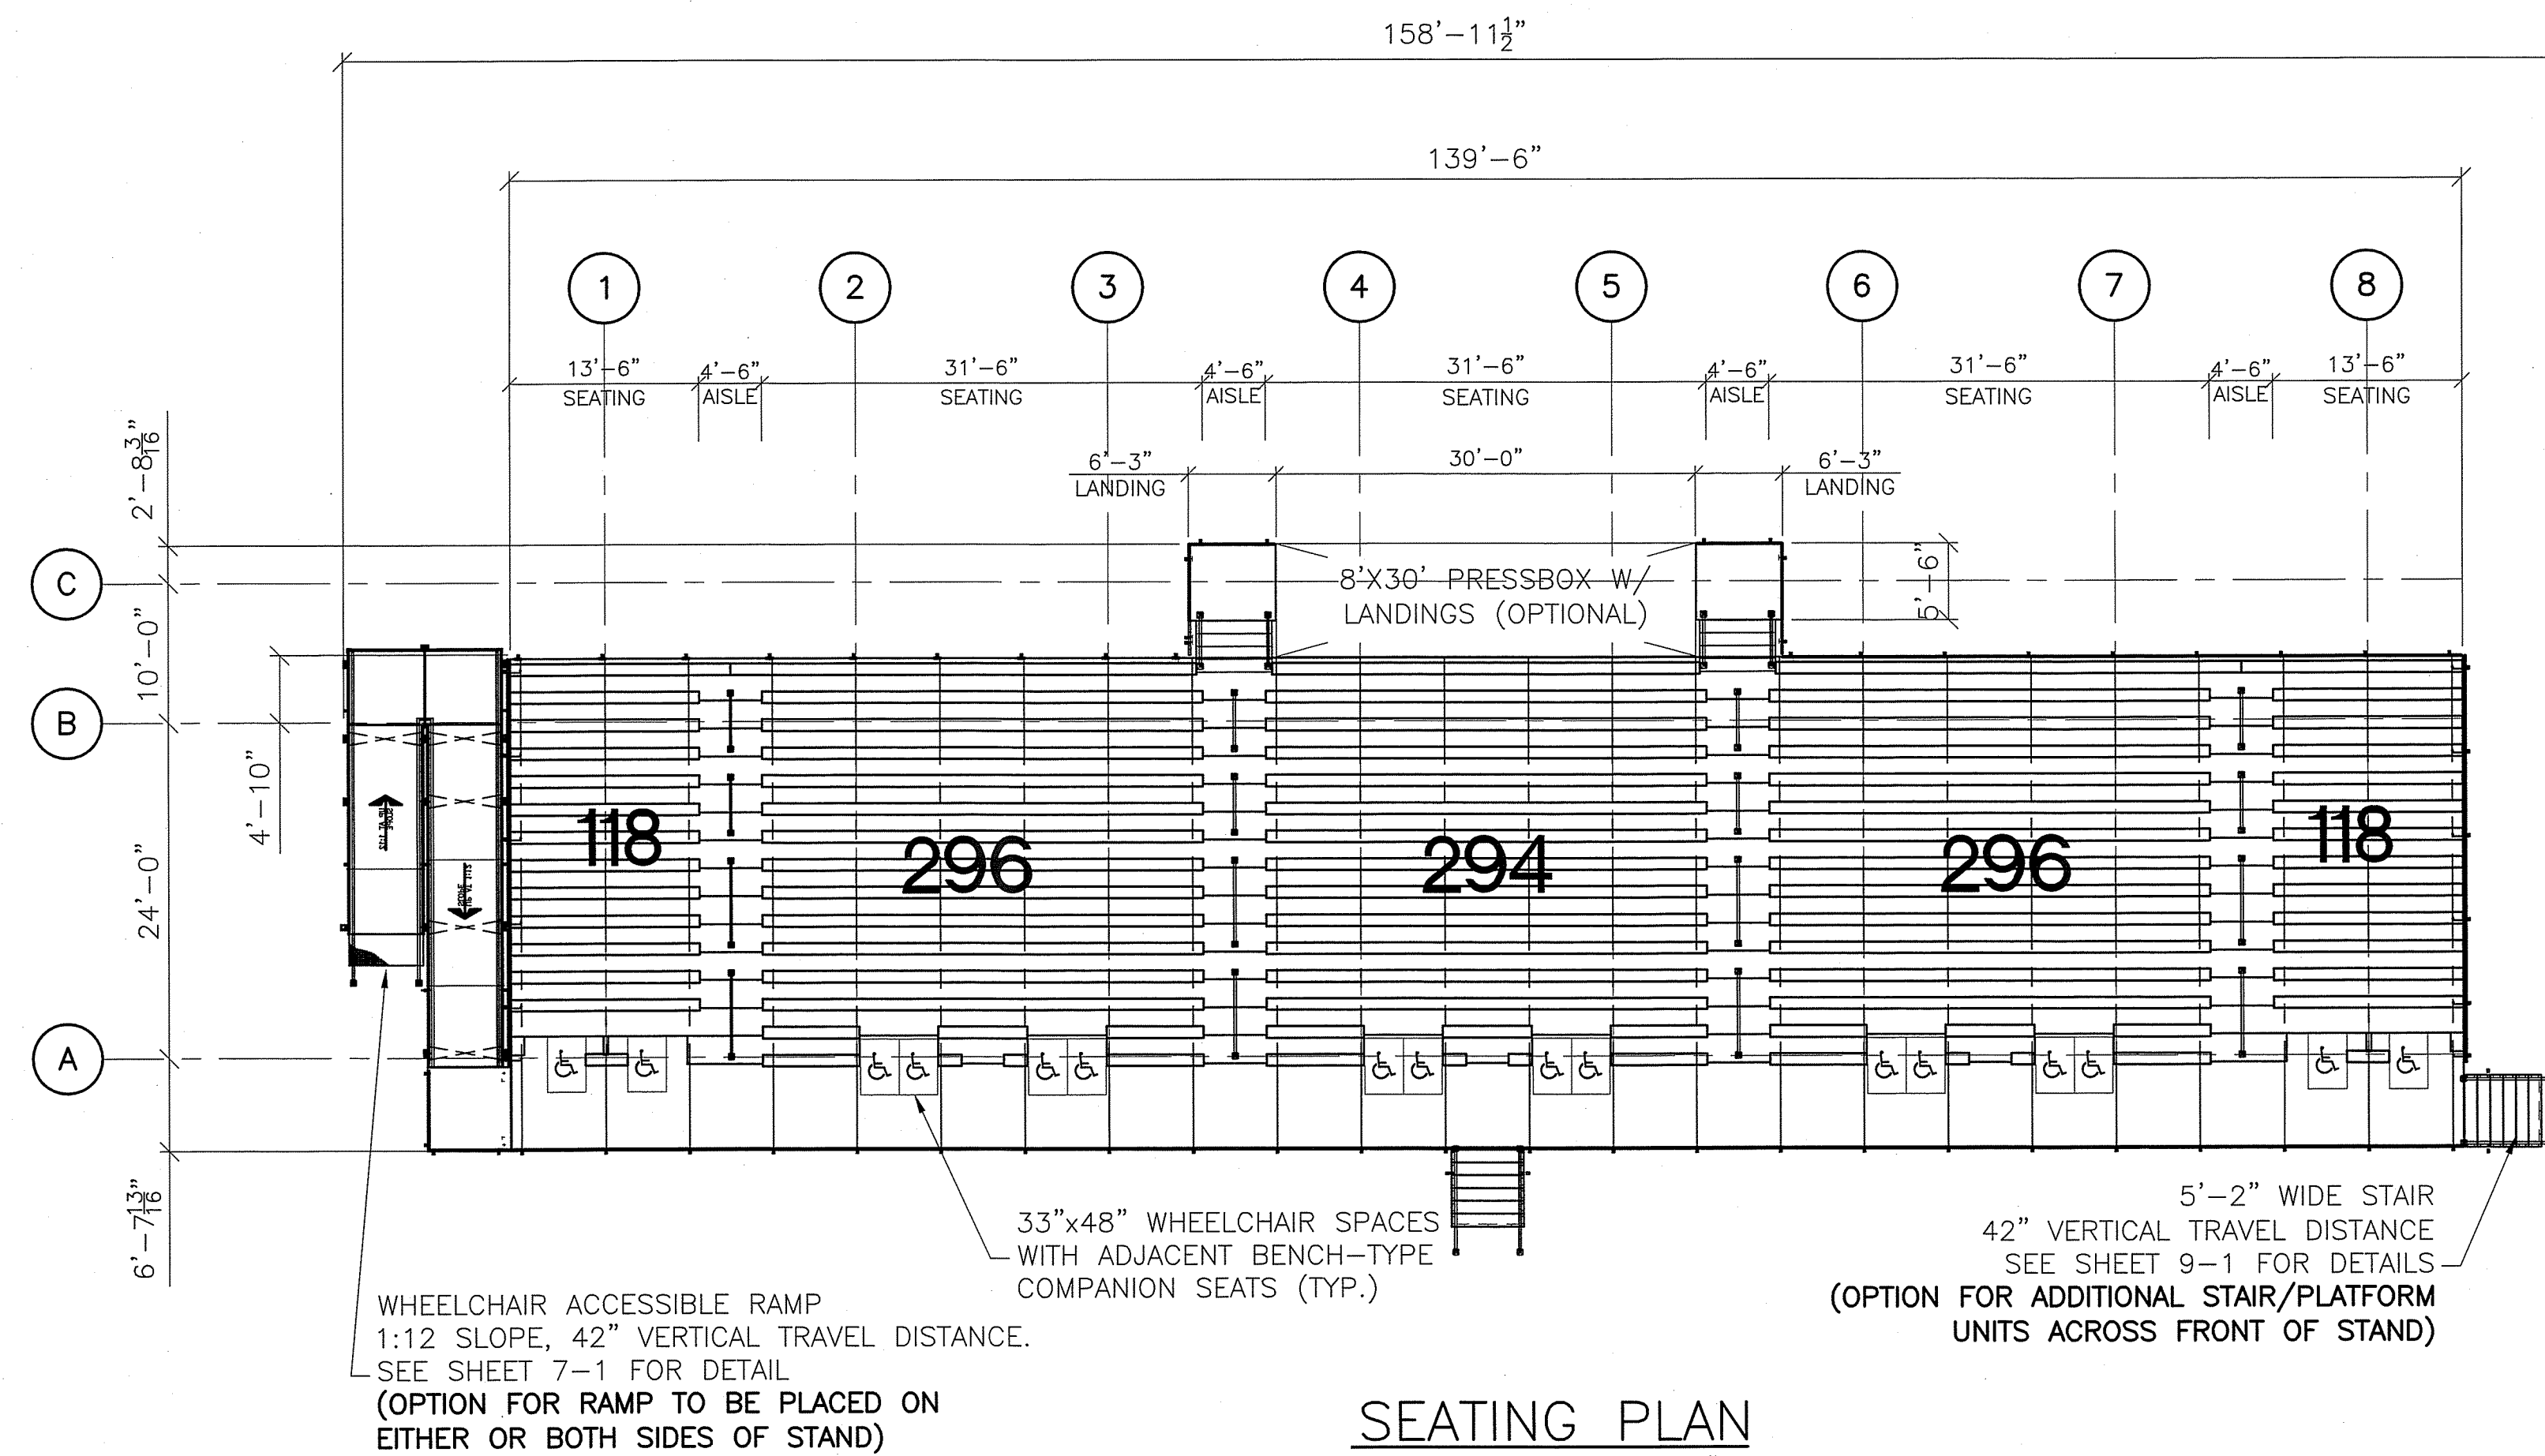 158'-11½"
139'-6"
1 2 3 4 5 6 7 8
13'-6" 4'-6" 31'-6" 4'-6" 31'-6" 4'-6" 31'-6" 4'-6" 13'-6"
SEATING AISLE SEATING AISLE SEATING AISLE SEATING AISLE SEATING
6'-3" 30'-0" 6'-3"
LANDING LANDING
2'-8 3/16"
C
8'X30' PRESSBOX W/
LANDINGS (OPTIONAL)
5'-6"
10'-0"
B
4'-10"
118 296 294 296 118
24'-0"
A
6'-7 13/16"
33"x48" WHEELCHAIR SPACES
WITH ADJACENT BENCH-TYPE
COMPANION SEATS (TYP.)
5'-2" WIDE STAIR
42" VERTICAL TRAVEL DISTANCE
SEE SHEET 9-1 FOR DETAILS
(OPTION FOR ADDITIONAL STAIR/PLATFORM
UNITS ACROSS FRONT OF STAND)
WHEELCHAIR ACCESSIBLE RAMP
1:12 SLOPE, 42" VERTICAL TRAVEL DISTANCE.
SEE SHEET 7-1 FOR DETAIL
(OPTION FOR RAMP TO BE PLACED ON
EITHER OR BOTH SIDES OF STAND)
SEATING PLAN